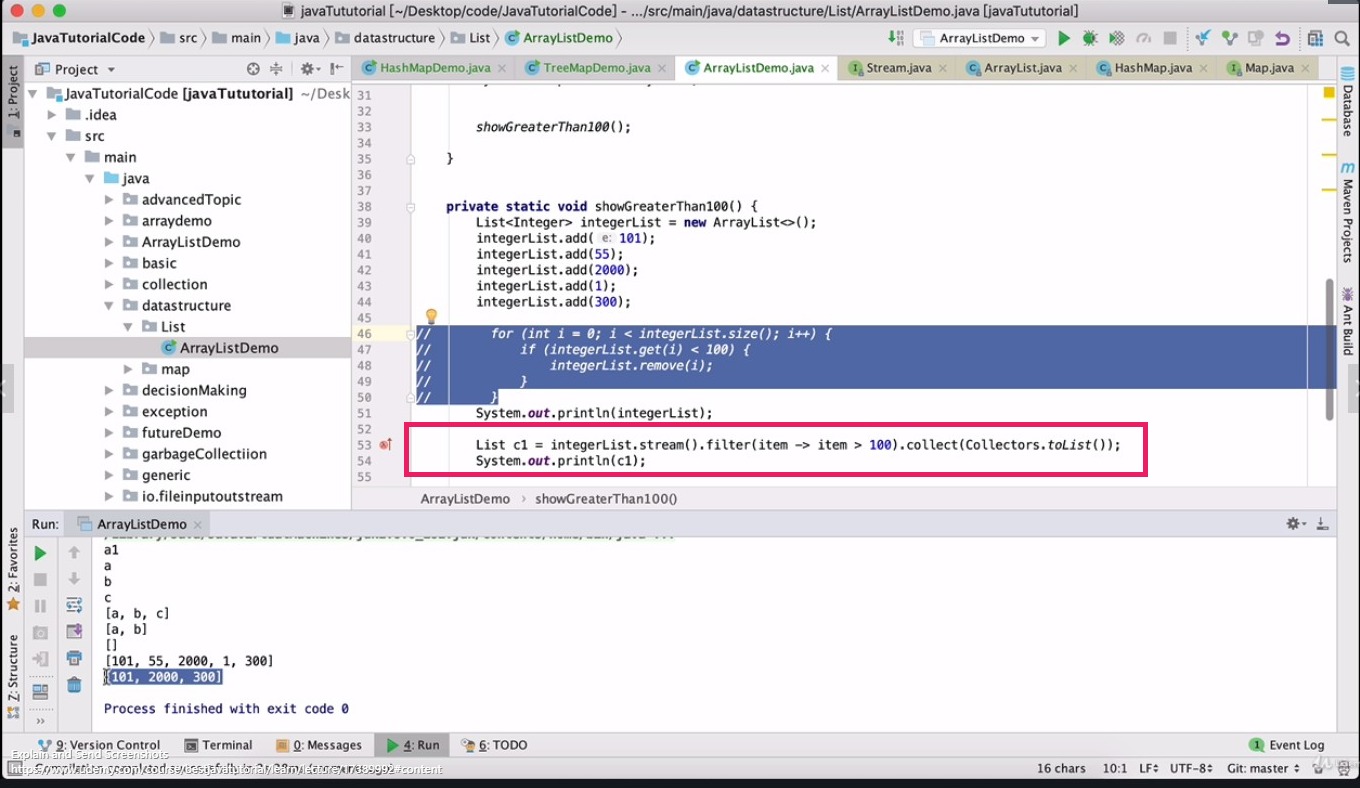 javaTututorial [~/Desktop/code/JavaTutorialCode] - .../src/main/java/datastructure/List/ArrayListDemo.java [javaTututorial]
JavaTutorialCode src main java datastructure List ArrayListDemo
ArrayListDemo
Project
HashMapDemo.java TreeMapDemo.java ArrayListDemo.java Stream.java ArrayList.java HashMap.java Map.java
1: Project
JavaTutorialCode [javaTututorial] ~/Desk
.idea
src
main
java
advancedTopic
arraydemo
ArrayListDemo
basic
collection
datastructure
List
ArrayListDemo
map
decisionMaking
exception
futureDemo
garbageCollectiion
generic
io.fileinputoutstream
31
32
33 showGreaterThan100();
34
35 }
36
37
38 private static void showGreaterThan100() {
39 List<Integer> integerList = new ArrayList<>();
40 integerList.add( e: 101);
41 integerList.add(55);
42 integerList.add(2000);
43 integerList.add(1);
44 integerList.add(300);
45
46 // for (int i = 0; i < integerList.size(); i++) {
47 // if (integerList.get(i) < 100) {
48 // integerList.remove(i);
49 // }
50 // }
51 System.out.println(integerList);
52
53 List c1 = integerList.stream().filter(item -> item > 100).collect(Collectors.toList());
54 System.out.println(c1);
55
ArrayListDemo › showGreaterThan100()
Database
Maven Projects
Ant Build
2: Favorites
Z: Structure
Run: ArrayListDemo
a1
a
b
c
[a, b, c]
[a, b]
[]
[101, 55, 2000, 1, 300]
[101, 2000, 300]
Process finished with exit code 0
9: Version Control Terminal 0: Messages 4: Run 6: TODO
1 Event Log
Explain and Send Screenshots
16 chars 10:1 LF UTF-8 Git: master